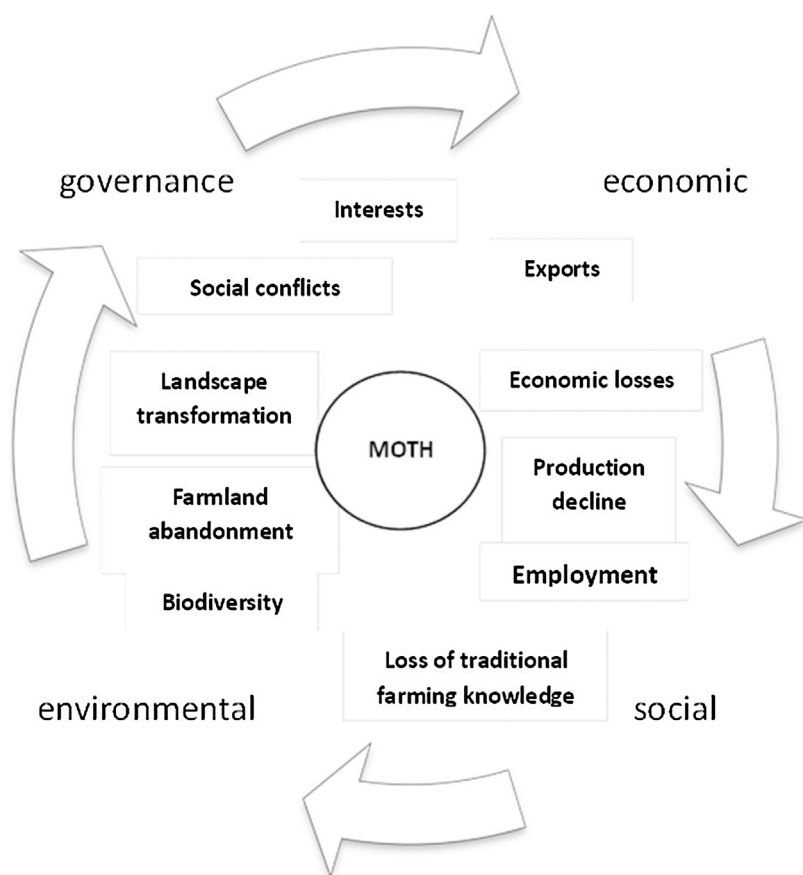 governance
economic
Interests
Social conflicts
Exports
Landscape
transformation
Economic losses
MOTH
Farmland
abandonment
Production
decline
Employment
Biodiversity
Loss of traditional
farming knowledge
environmental
social